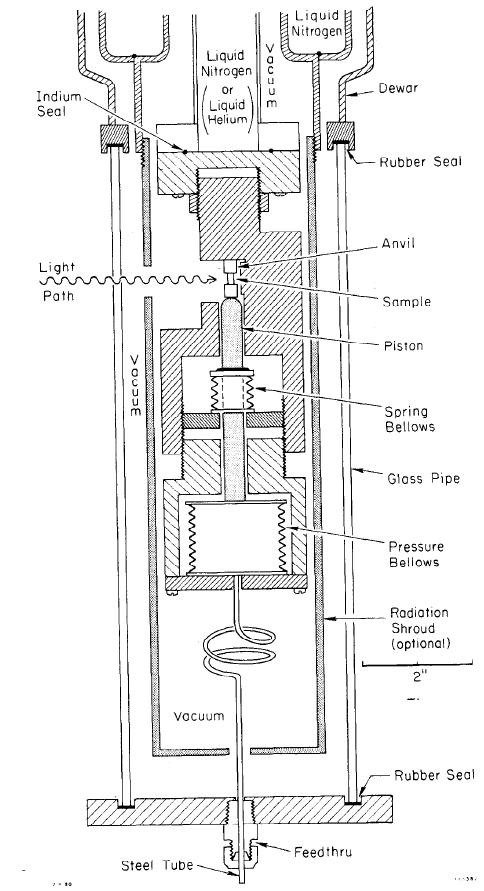 Liquid
Nitrogen
Liquid
Nitrogen
or
(Liquid
Helium)
Vacuum
Indium
Seal
Dewar
Rubber Seal
Anvil
Light
Path
Sample
Piston
Vacuum
Spring
Bellows
Glass Pipe
Pressure
Bellows
Radiation
Shroud
(optional)
2"
Vacuum
Rubber Seal
Feedthru
Steel Tube